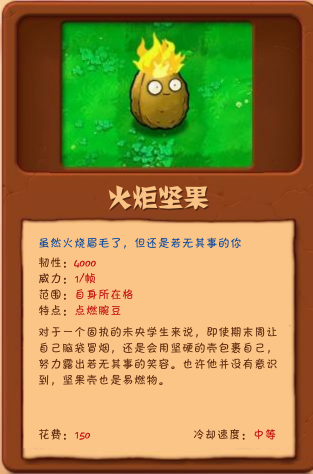 火炬坚果
虽然火烧眉毛了，但还是若无其事的你
韧性：4000
威力：1/帧
范围：自身所在格
特点：点燃豌豆
对于一个固执的未央学生来说，即使期末周让
自己脑袋冒烟，还是会用坚硬的壳包裹自己，
努力露出若无其事的笑容。也许他并没有意识
到，坚果壳也是易燃物。
花费：150 冷却速度：中等